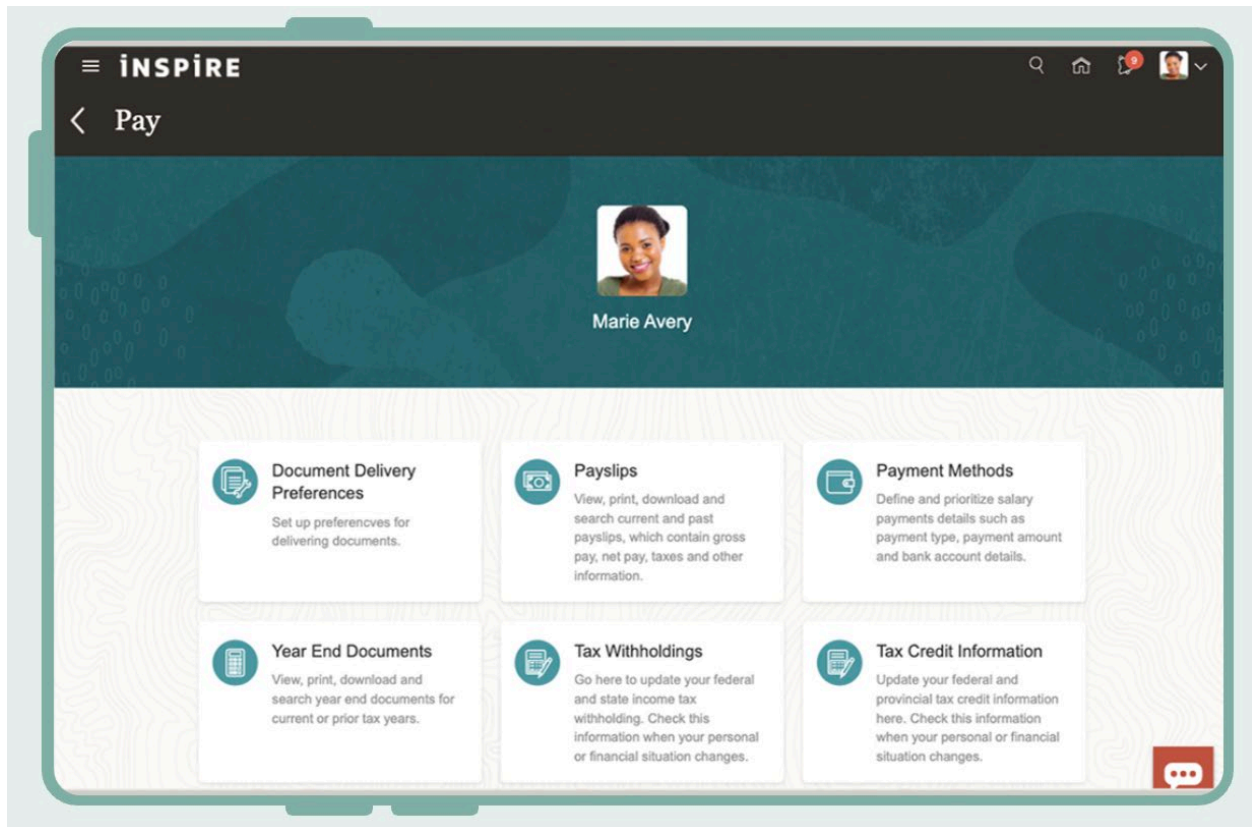 iNSPiRE
9
Pay
Marie Avery
Document Delivery
Preferences
Set up preferencves for
delivering documents.
Payslips
View, print, download and
search current and past
payslips, which contain gross
pay, net pay, taxes and other
information.
Payment Methods
Define and prioritize salary
payments details such as
payment type, payment amount
and bank account details.
Year End Documents
View, print, download and
search year end documents for
current or prior tax years.
Tax Withholdings
Go here to update your federal
and state income tax
withholding. Check this
information when your personal
or financial situation changes.
Tax Credit Information
Update your federal and
provincial tax credit information
here. Check this information
when your personal or financial
situation changes.